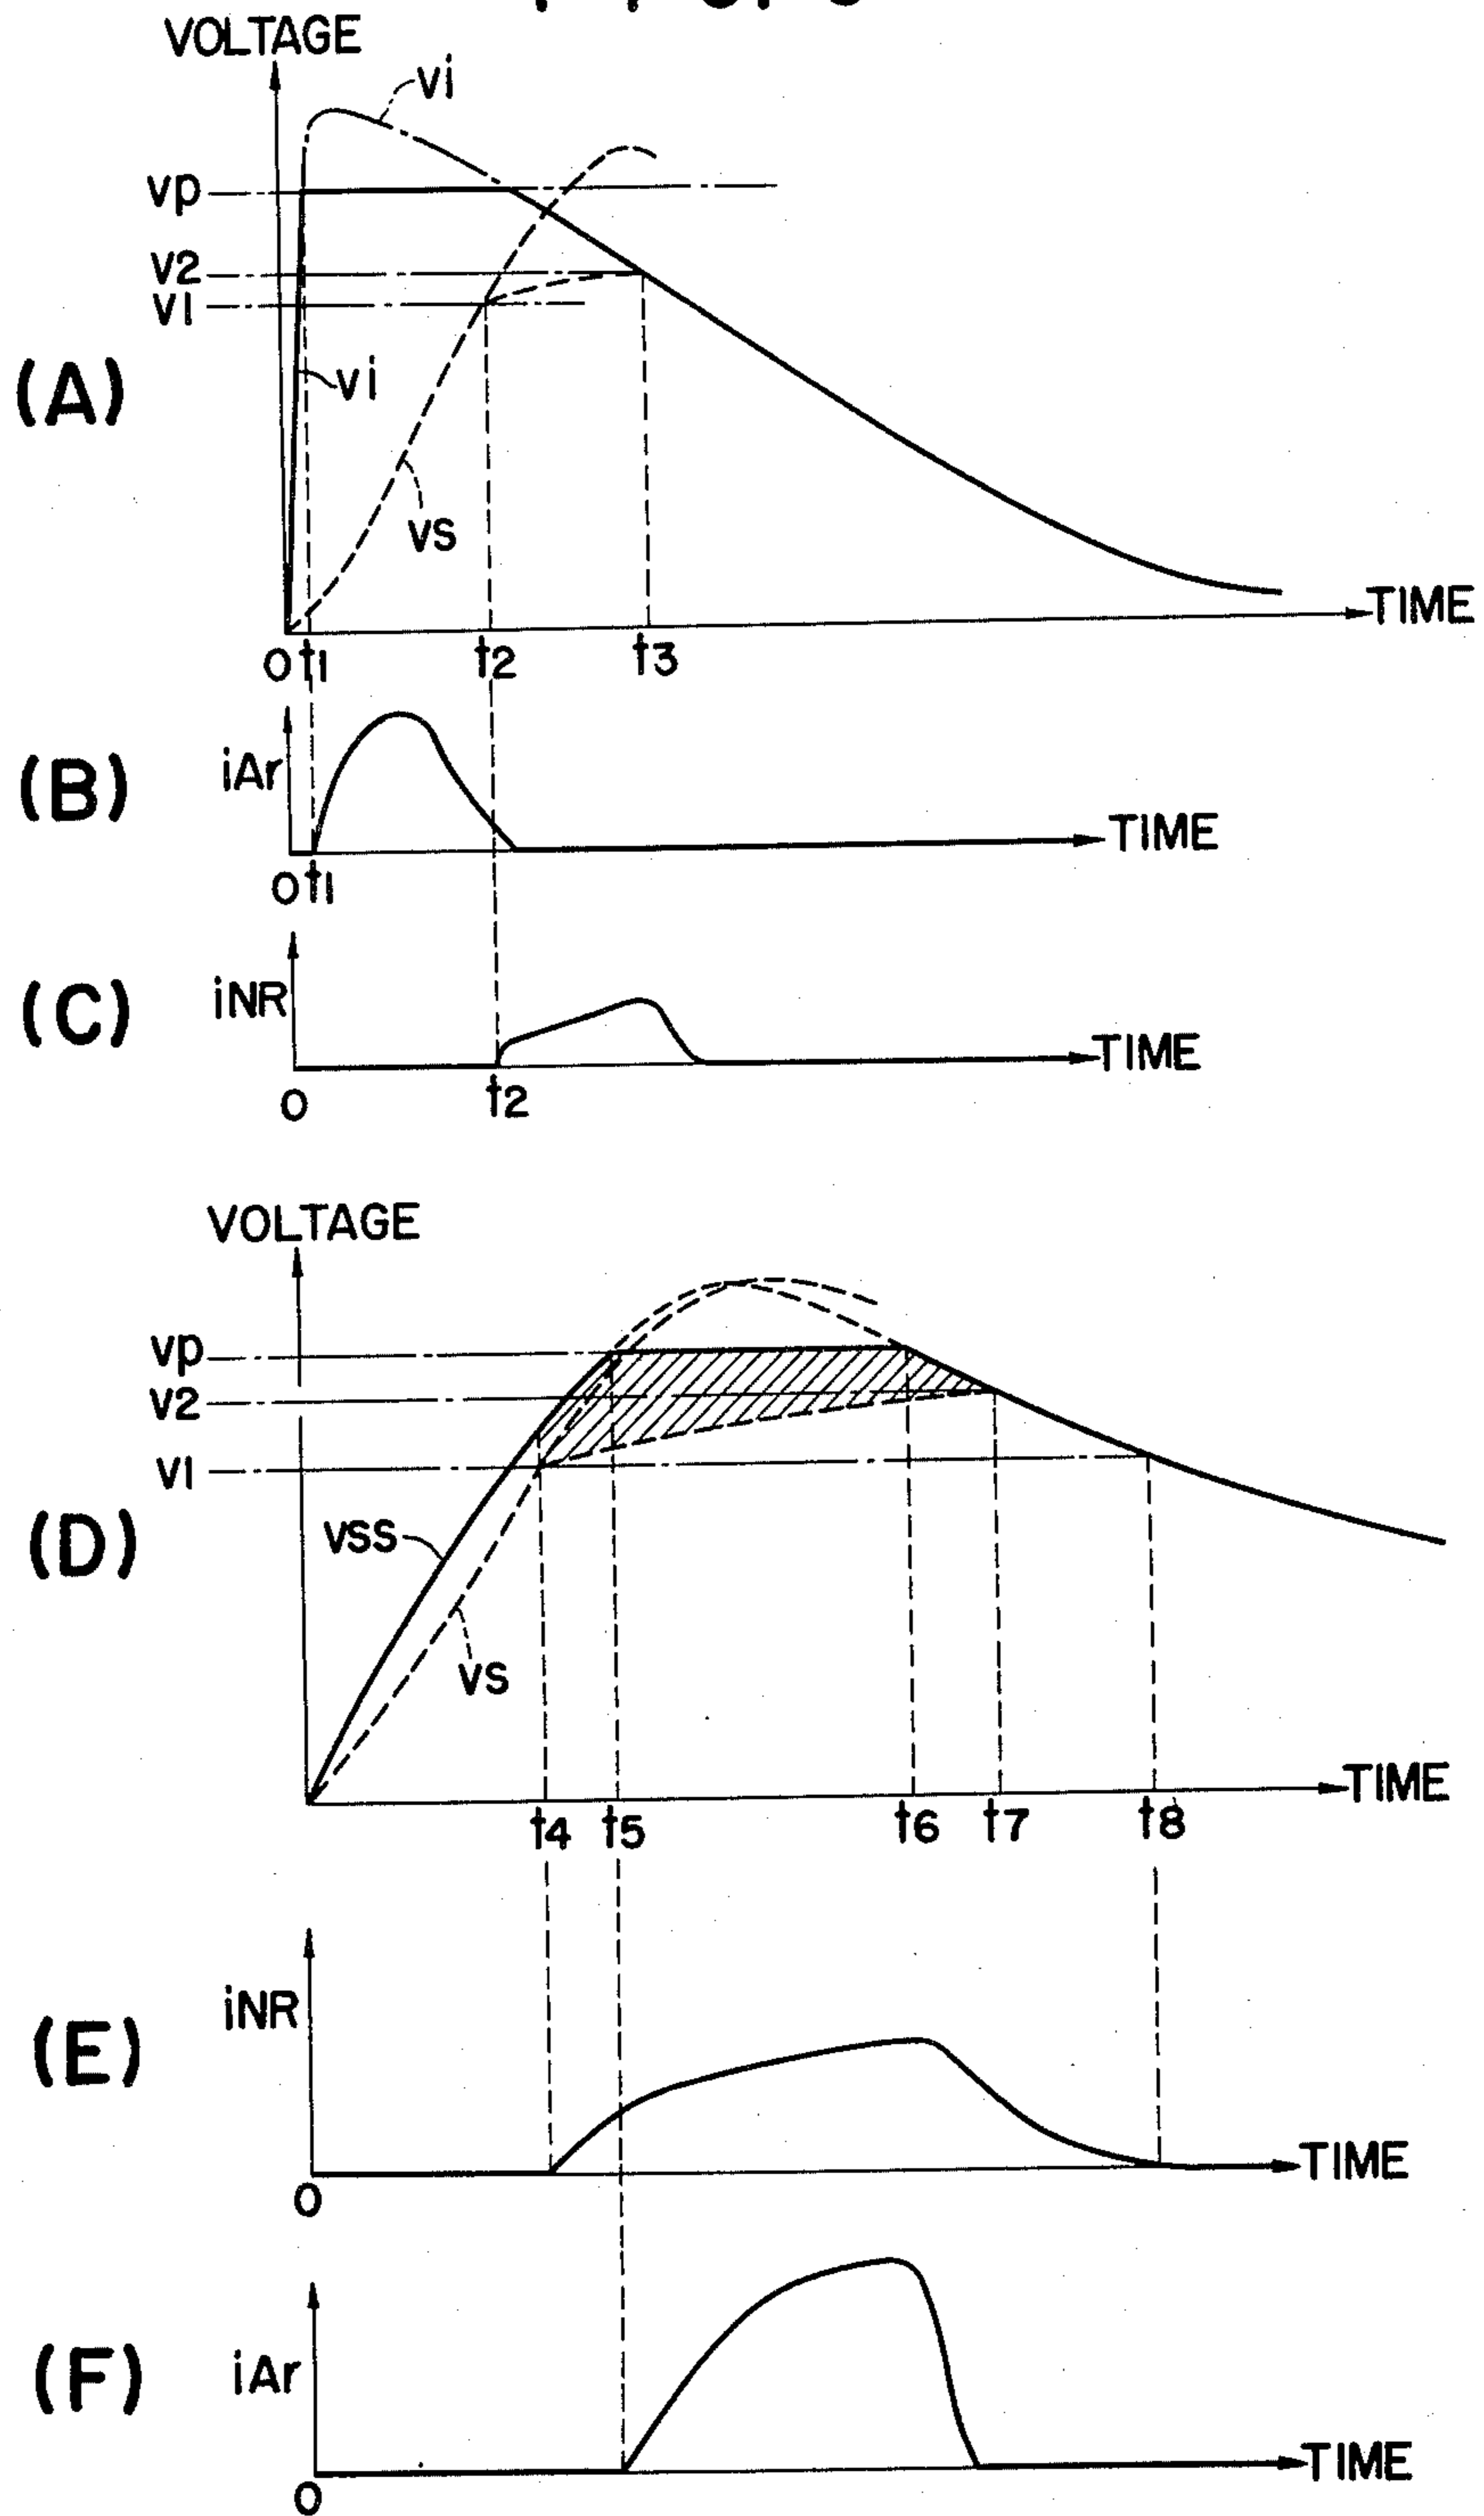 VOLTAGE
vi
vp
v2
v1
vi
(A)
vs
TIME
0 t1 t2 t3
iAr
(B)
TIME
0 t1
iNR
(C)
TIME
0 t2
VOLTAGE
vp
v2
v1
vss
(D)
vs
TIME
t4 t5 t6 t7 t8
iNR
(E)
TIME
0
iAr
(F)
TIME
0